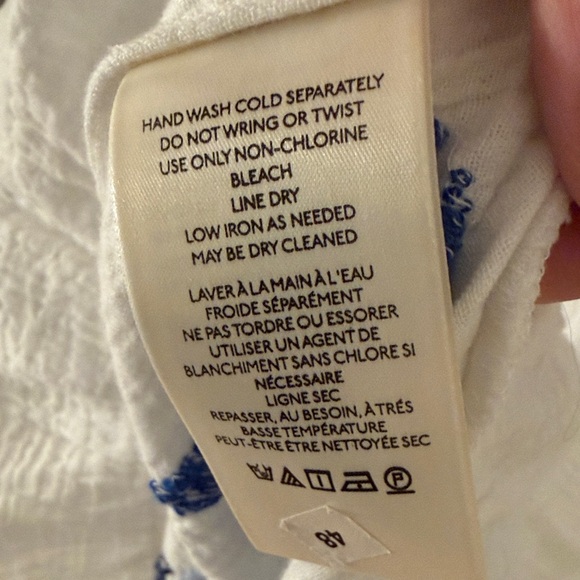 HAND WASH COLD SEPARATELY
DO NOT WRING OR TWIST
USE ONLY NON-CHLORINE
BLEACH
LINE DRY
LOW IRON AS NEEDED
MAY BE DRY CLEANED
LAVER À LA MAIN À L'EAU
FROIDE SÉPARÉMENT
NE PAS TORDRE OU ESSORER
UTILISER UN AGENT DE
BLANCHIMENT SANS CHLORE SI
NÉCESSAIRE
LIGNE SEC
REPASSER, AU BESOIN, À TRÉS
BASSE TEMPÉRATURE
PEUT-ÊTRE ÊTRE NETTOYÉE SEC
P
48